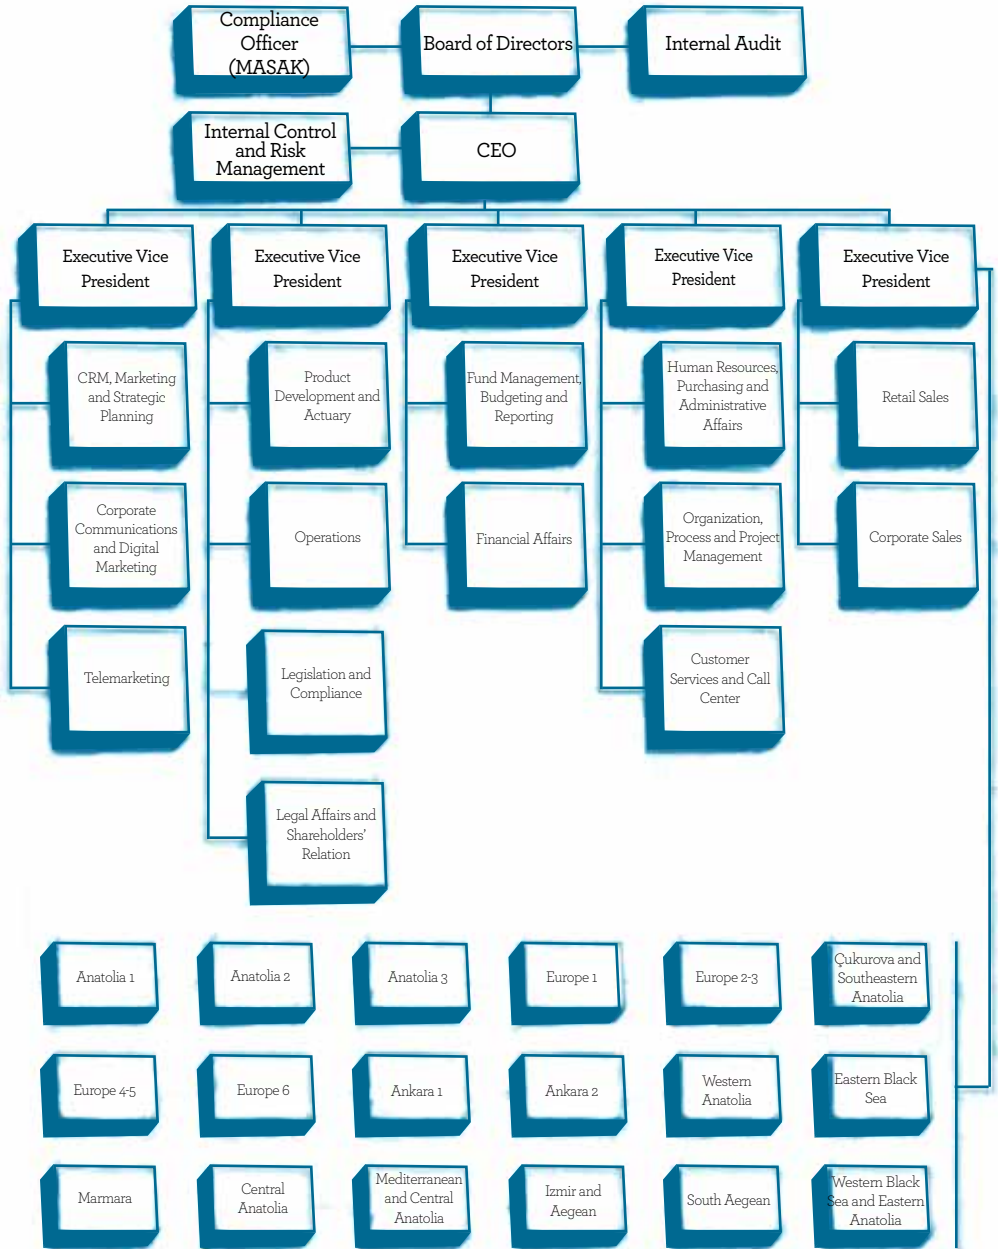 Compliance
Officer
(MASAK)
Board of Directors
Internal Audit
Internal Control
and Risk
Management
CEO
Executive Vice
President
Executive Vice
President
Executive Vice
President
Executive Vice
President
Executive Vice
President
CRM, Marketing
and Strategic
Planning
Product
Development and
Actuary
Fund Management,
Budgeting and
Reporting
Human Resources,
Purchasing and
Administrative
Affairs
Retail Sales
Corporate
Communications
and Digital
Marketing
Operations
Financial Affairs
Organization,
Process and Project
Management
Corporate Sales
Telemarketing
Legislation and
Compliance
Customer
Services and Call
Center
Legal Affairs and
Shareholders'
Relation
Anatolia 1
Anatolia 2
Anatolia 3
Europe 1
Europe 2-3
Çukurova and
Southeastern
Anatolia
Europe 4-5
Europe 6
Ankara 1
Ankara 2
Western
Anatolia
Eastern Black
Sea
Marmara
Central
Anatolia
Mediterranean
and Central
Anatolia
Izmir and
Aegean
South Aegean
Western Black
Sea and Eastern
Anatolia